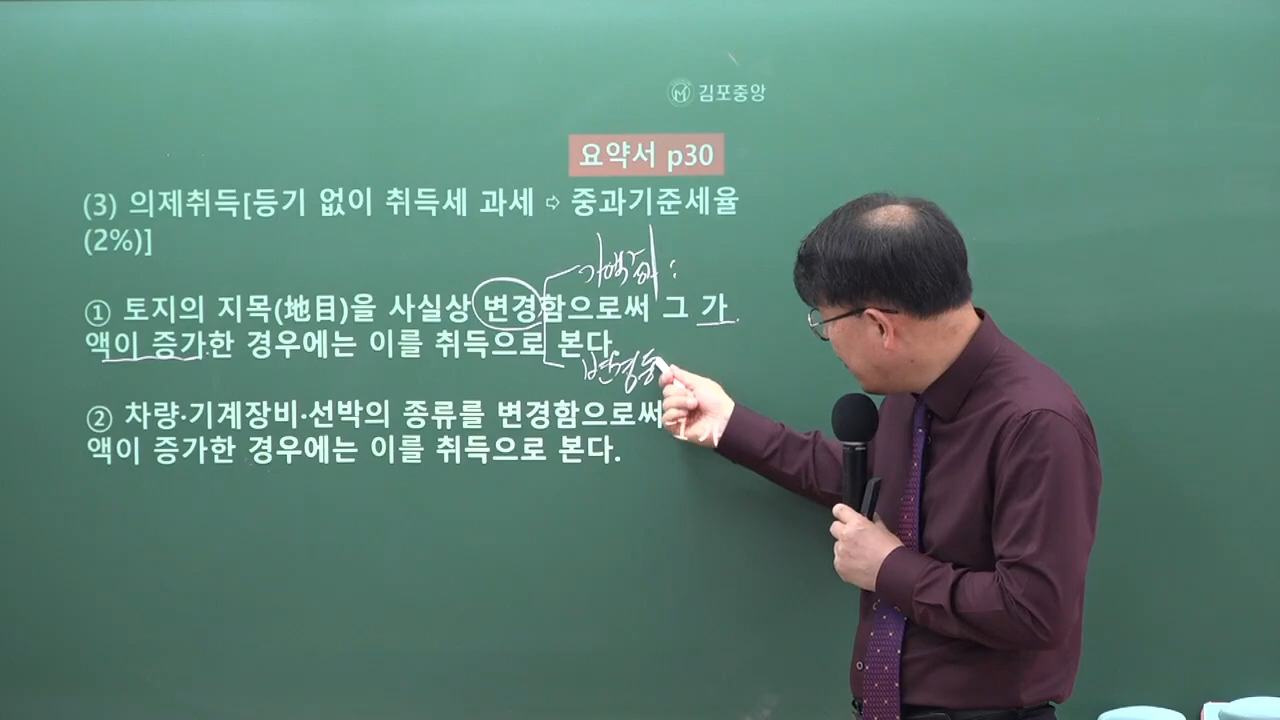 김포중앙
요약서 p30
(3) 의제취득[등기 없이 취득세 과세 ⇨ 중과기준세율
(2%)]
① 토지의 지목(地目)을 사실상 변경함으로써 그 가
액이 증가한 경우에는 이를 취득으로 본다.
변경
② 차량·기계장비·선박의 종류를 변경함으로써
액이 증가한 경우에는 이를 취득으로 본다.